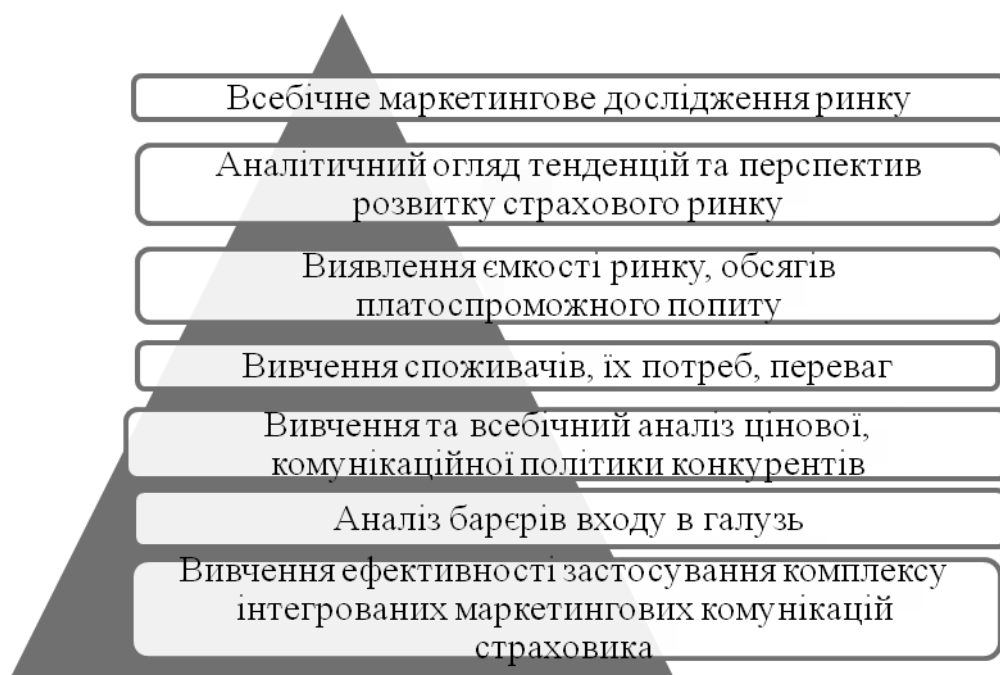 Всебічне маркетингове дослідження ринку
Аналітичний огляд тенденцій та перспектив
розвитку страхового ринку
Виявлення ємкості ринку, обсягів
платоспроможного попиту
Вивчення споживачів, їх потреб, переваг
Вивчення та всебічний аналіз цінової,
комунікаційної політики конкурентів
Аналіз барєрів входу в галузь
Вивчення ефективності застосування комплексу
інтегрованих маркетингових комунікацій
страховика